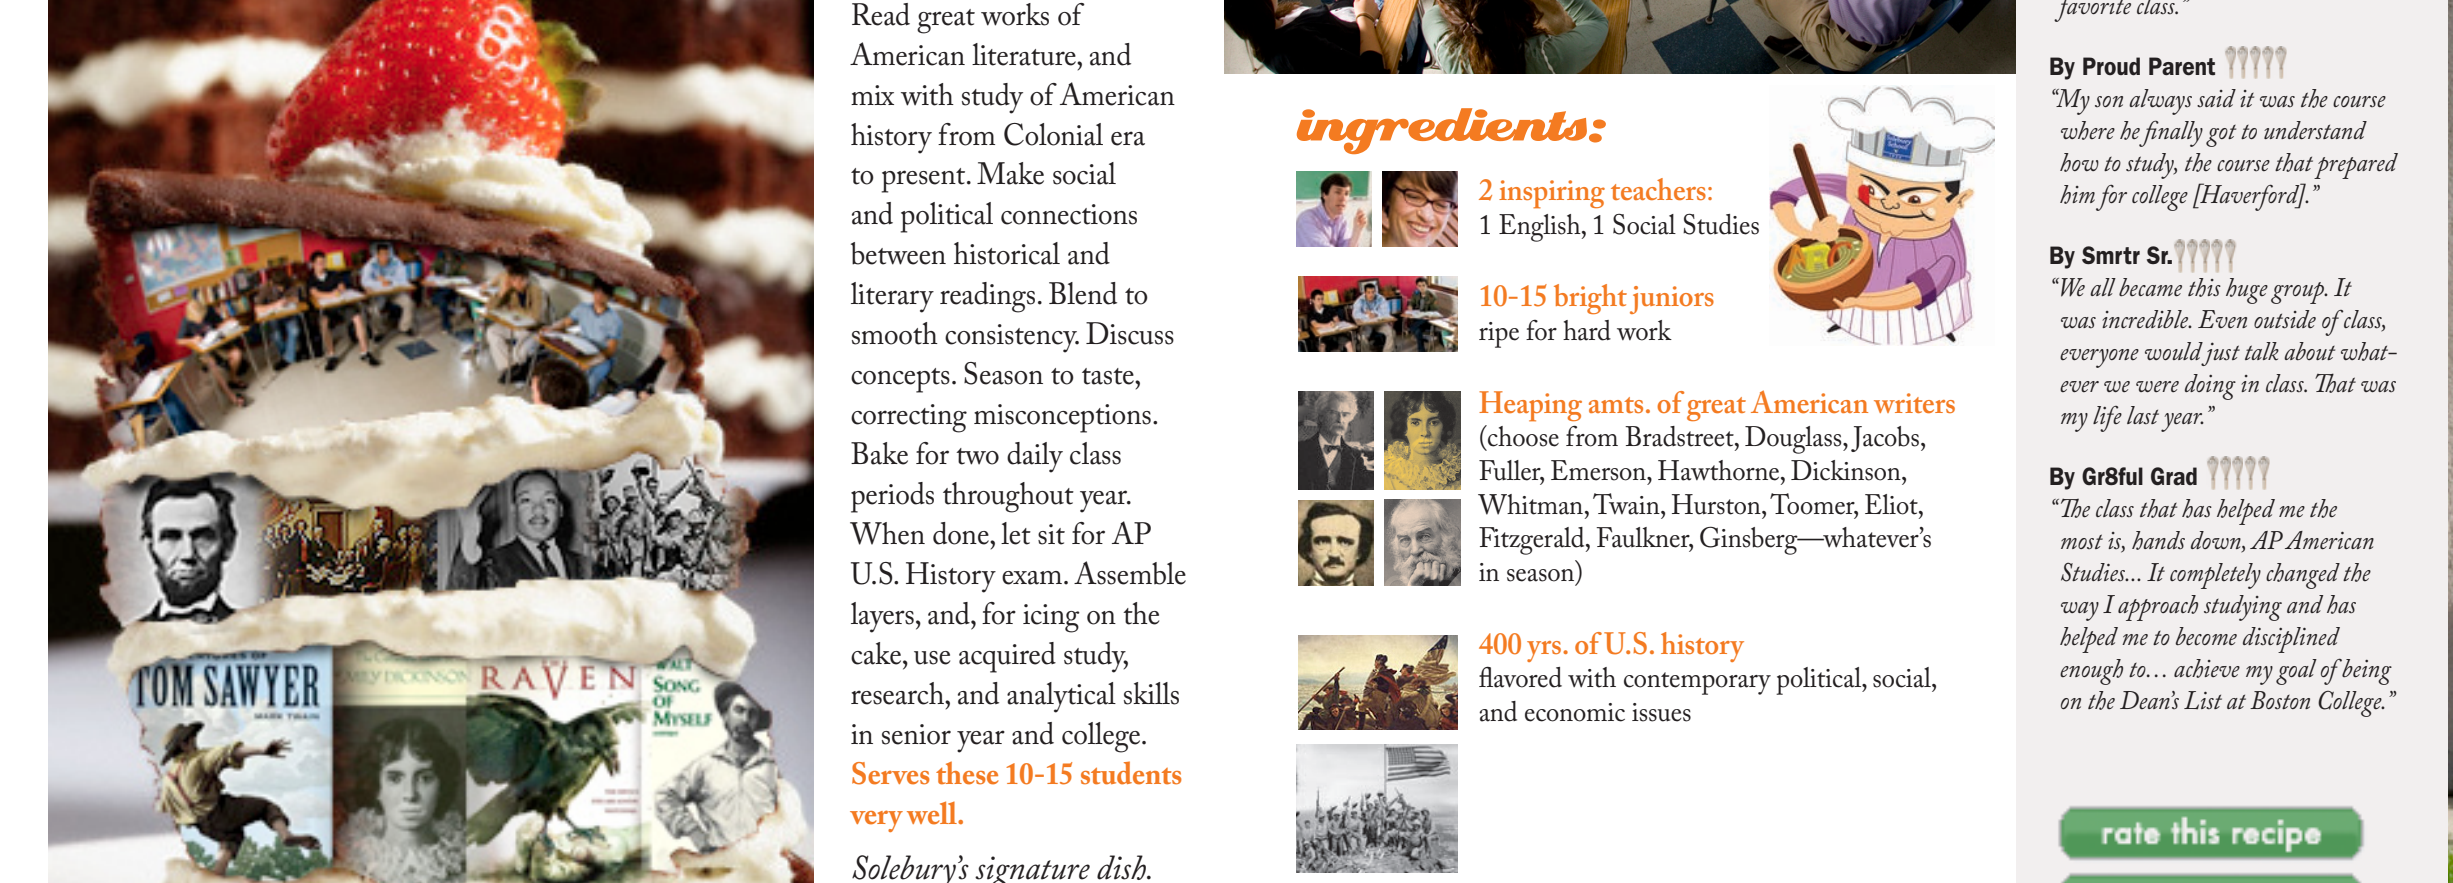 TOM SAWYER
MARK TWAIN
EMILY DICKINSON
THE
RAVEN
WALT
SONG
OF
MYSELF
Read great works of
American literature, and
mix with study of American
history from Colonial era
to present. Make social
and political connections
between historical and
literary readings. Blend to
smooth consistency. Discuss
concepts. Season to taste,
correcting misconceptions.
Bake for two daily class
periods throughout year.
When done, let sit for AP
U.S. History exam. Assemble
layers, and, for icing on the
cake, use acquired study,
research, and analytical skills
in senior year and college.
Serves these 10-15 students
very well.
Solebury’s signature dish.
ingredients:
2 inspiring teachers:
1 English, 1 Social Studies
10-15 bright juniors
ripe for hard work
Heaping amts. of great American writers
(choose from Bradstreet, Douglass, Jacobs,
Fuller, Emerson, Hawthorne, Dickinson,
Whitman, Twain, Hurston, Toomer, Eliot,
Fitzgerald, Faulkner, Ginsberg—whatever’s
in season)
400 yrs. of U.S. history
flavored with contemporary political, social,
and economic issues
favorite class.”
By Proud Parent
“My son always said it was the course
where he finally got to understand
how to study, the course that prepared
him for college [Haverford].”
By Smrtr Sr.
“We all became this huge group. It
was incredible. Even outside of class,
everyone would just talk about what-
ever we were doing in class. That was
my life last year.”
By Gr8ful Grad
“The class that has helped me the
most is, hands down, AP American
Studies... It completely changed the
way I approach studying and has
helped me to become disciplined
enough to… achieve my goal of being
on the Dean’s List at Boston College.”
rate this recipe